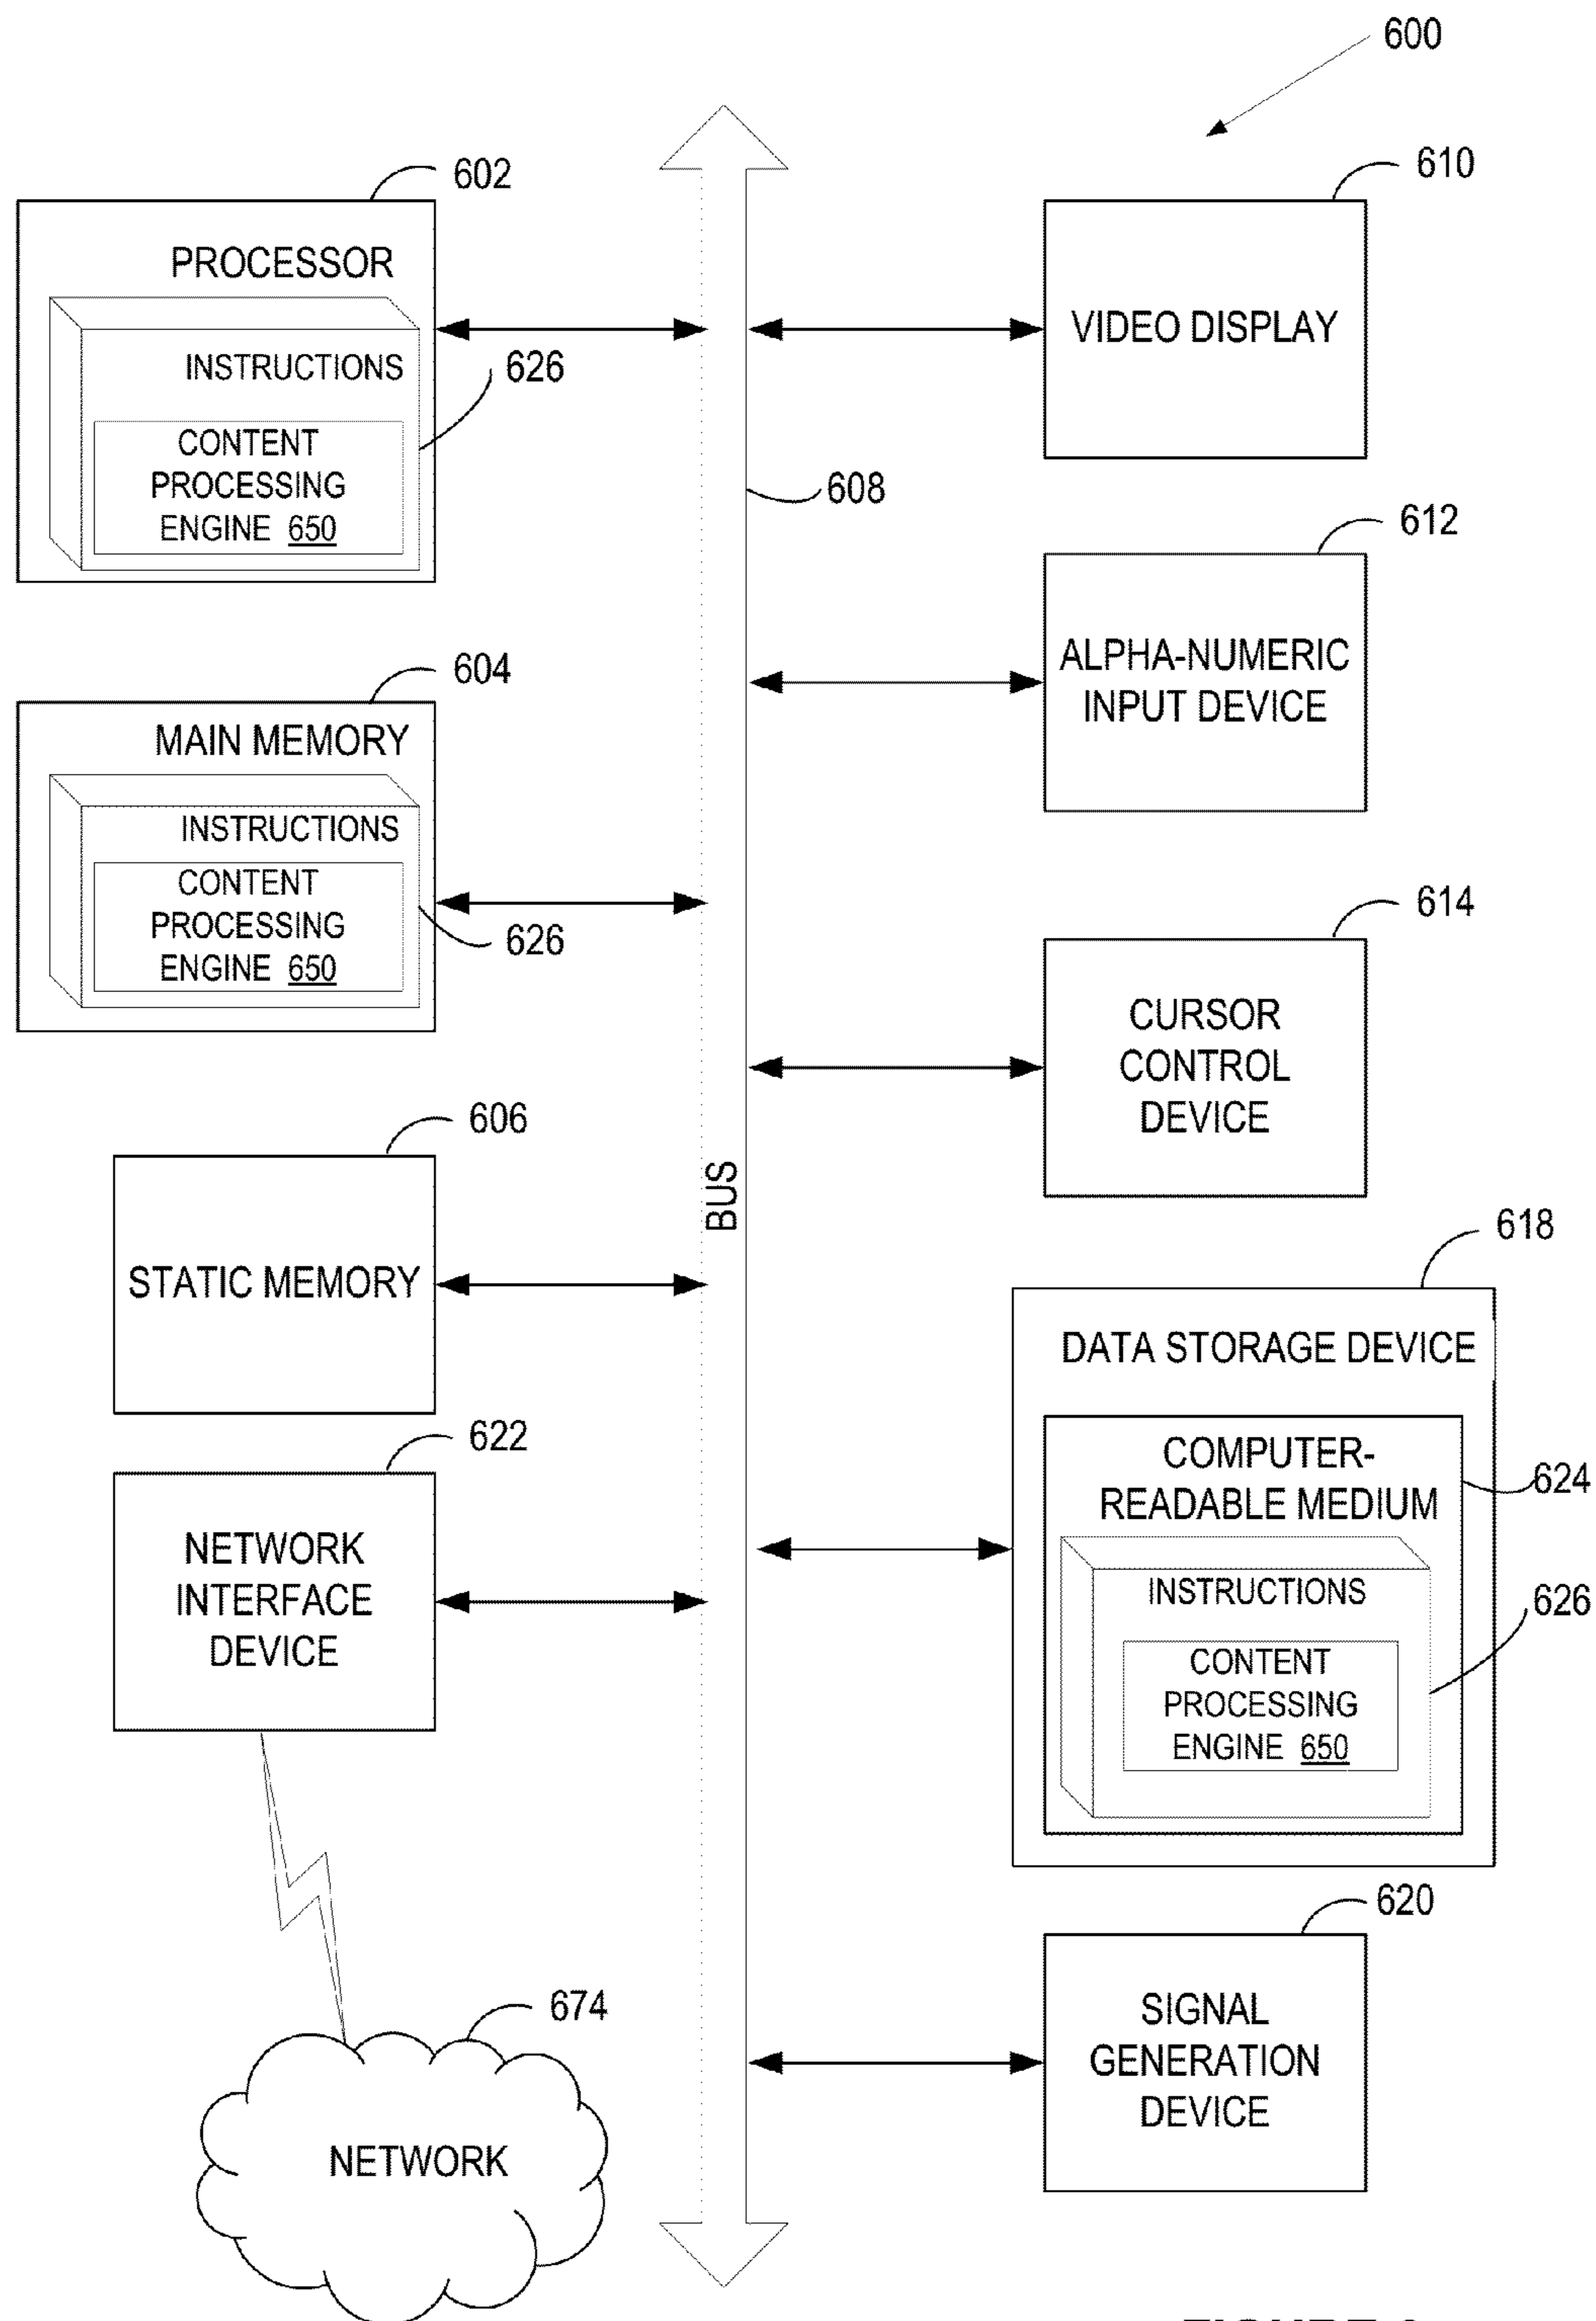 600
602
PROCESSOR
INSTRUCTIONS
626
CONTENT
PROCESSING
ENGINE 650
604
MAIN MEMORY
INSTRUCTIONS
CONTENT
PROCESSING
ENGINE 650
626
606
STATIC MEMORY
622
NETWORK
INTERFACE
DEVICE
674
NETWORK
608
BUS
610
VIDEO DISPLAY
612
ALPHA-NUMERIC
INPUT DEVICE
614
CURSOR
CONTROL
DEVICE
618
DATA STORAGE DEVICE
COMPUTER-
READABLE MEDIUM
624
INSTRUCTIONS
626
CONTENT
PROCESSING
ENGINE 650
620
SIGNAL
GENERATION
DEVICE